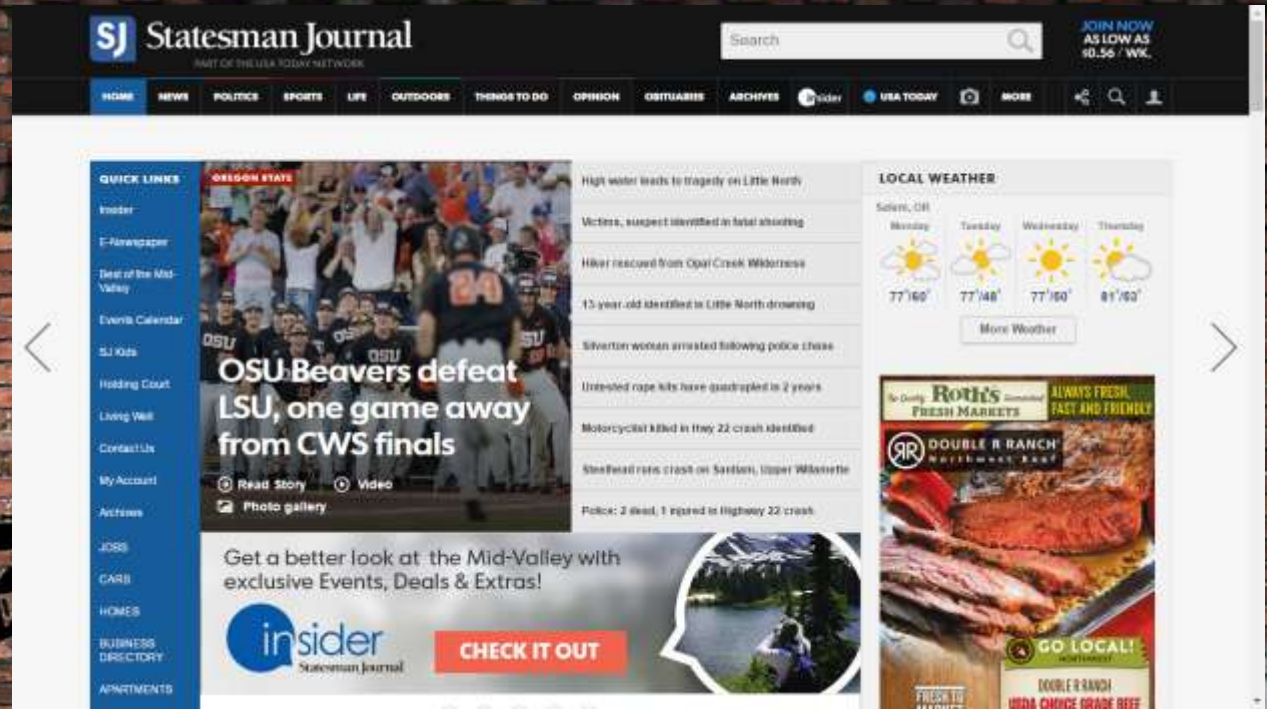 SJ Statesman Journal
PART OF THE USA TODAY NETWORK
Search
JOIN NOW
AS LOW AS
$0.56 / WK.
HOME NEWS POLITICS SPORTS LIFE OUTDOORS THINGS TO DO OPINION OBITUARIES ARCHIVES insider USA TODAY MORE
QUICK LINKS
Insider
E-Newspaper
Best of the Mid-
Valley
Events Calendar
SJ Kids
Holding Court
Living Well
Contact Us
My Account
Archives
JOBS
CARS
HOMES
BUSINESS
DIRECTORY
APARTMENTS
OREGON STATE
24
OSU
OSU
SU
OSU Beavers defeat
LSU, one game away
from CWS finals
Read Story Video
Photo gallery
High water leads to tragedy on Little North
Victims, suspect identified in fatal shooting
Hiker rescued from Opal Creek Wilderness
13-year-old identified in Little North drowning
Silverton woman arrested following police chase
Untested rape kits have quadrupled in 2 years
Motorcyclist killed in Hwy 22 crash identified
Steelhead runs crash on Santiam, Upper Willamette
Police: 2 dead, 1 injured in Highway 22 crash
Get a better look at the Mid-Valley with
exclusive Events, Deals & Extras!
insider
Statesman Journal
CHECK IT OUT
LOCAL WEATHER
Salem, OR
Monday Tuesday Wednesday Thursday
77°/60° 77°/48° 77°/50° 81°/53°
More Weather
Roth's
FRESH MARKETS
ALWAYS FRESH,
FAST AND FRIENDLY
RR DOUBLE R RANCH
Northwest Beef
GO LOCAL!
NORTHWEST
DOUBLE R RANCH
USDA CHOICE GRADE BEEF
FRESH TO
MARKET